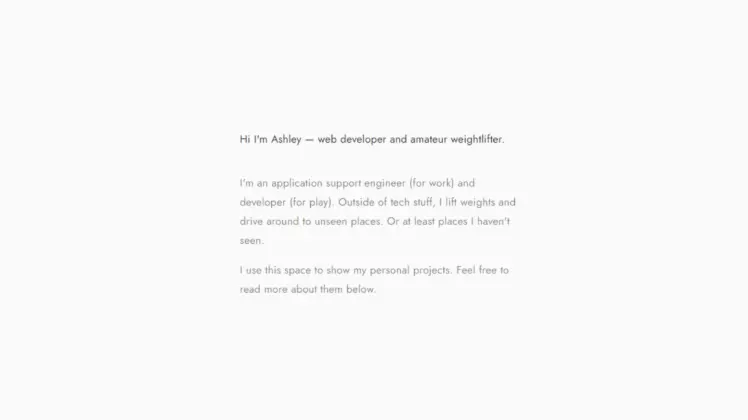 Hi I'm Ashley — web developer and amateur weightlifter.
I'm an application support engineer (for work) and
developer (for play). Outside of tech stuff, I lift weights and
drive around to unseen places. Or at least places I haven't
seen.
I use this space to show my personal projects. Feel free to
read more about them below.